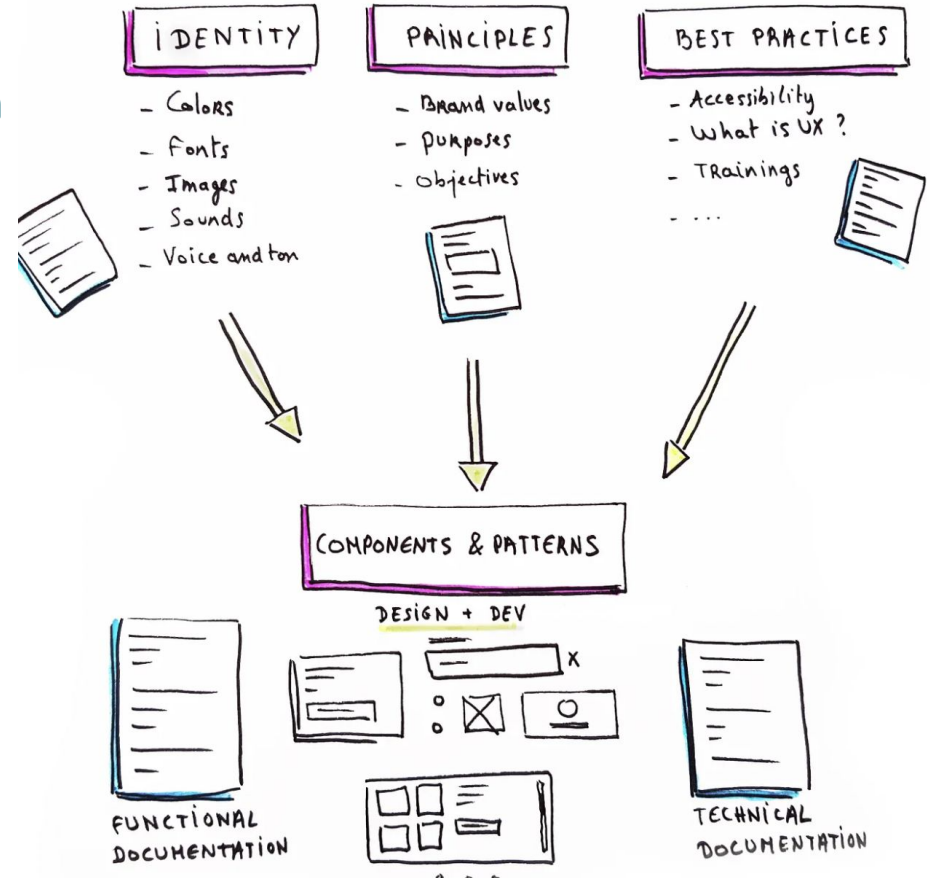 iDENTITY
- Colors
- Fonts
- Images
- Sounds
- Voice and ton
PRiNCiPLES
- Brand values
- purposes
- Objectives
BEST PRACTiCES
- Accessibility
- What is UX ?
- TRainings
- ...
COMPONENTS & PATTERNS
DESiGN + DEV
x
FUNCTiONAL
DOCUMENTATION
TECHNiCAL
DOCUMENTATiON